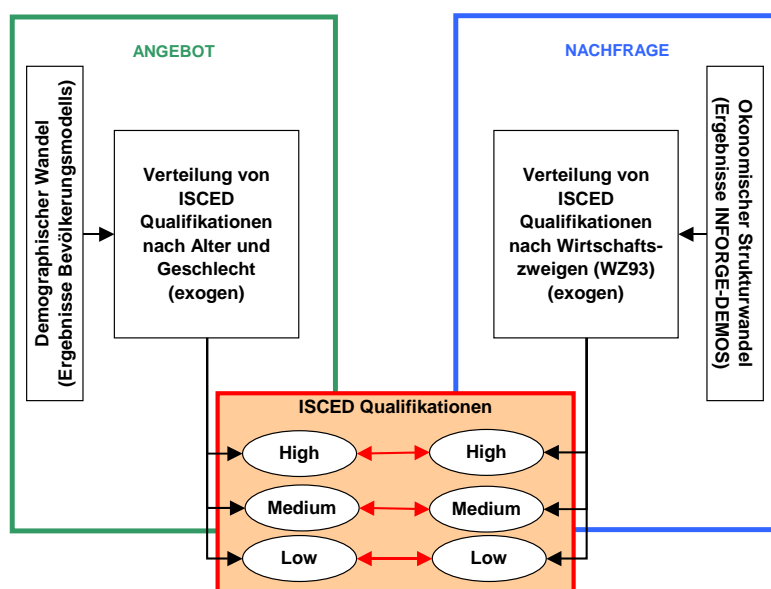 ANGEBOT
Demographischer Wandel
(Ergebnisse Bevölkerungsmodells)
Verteilung von
ISCED
Qualifikationen
nach Alter und
Geschlecht
(exogen)
NACHFRAGE
Verteilung von
ISCED
Qualifikationen
nach Wirtschafts-
zweigen (WZ93)
(exogen)
Okonomischer Strukturwandel
(Ergebnisse INFORGE-DEMOS)
ISCED Qualifikationen
High
High
Medium
Medium
Low
Low